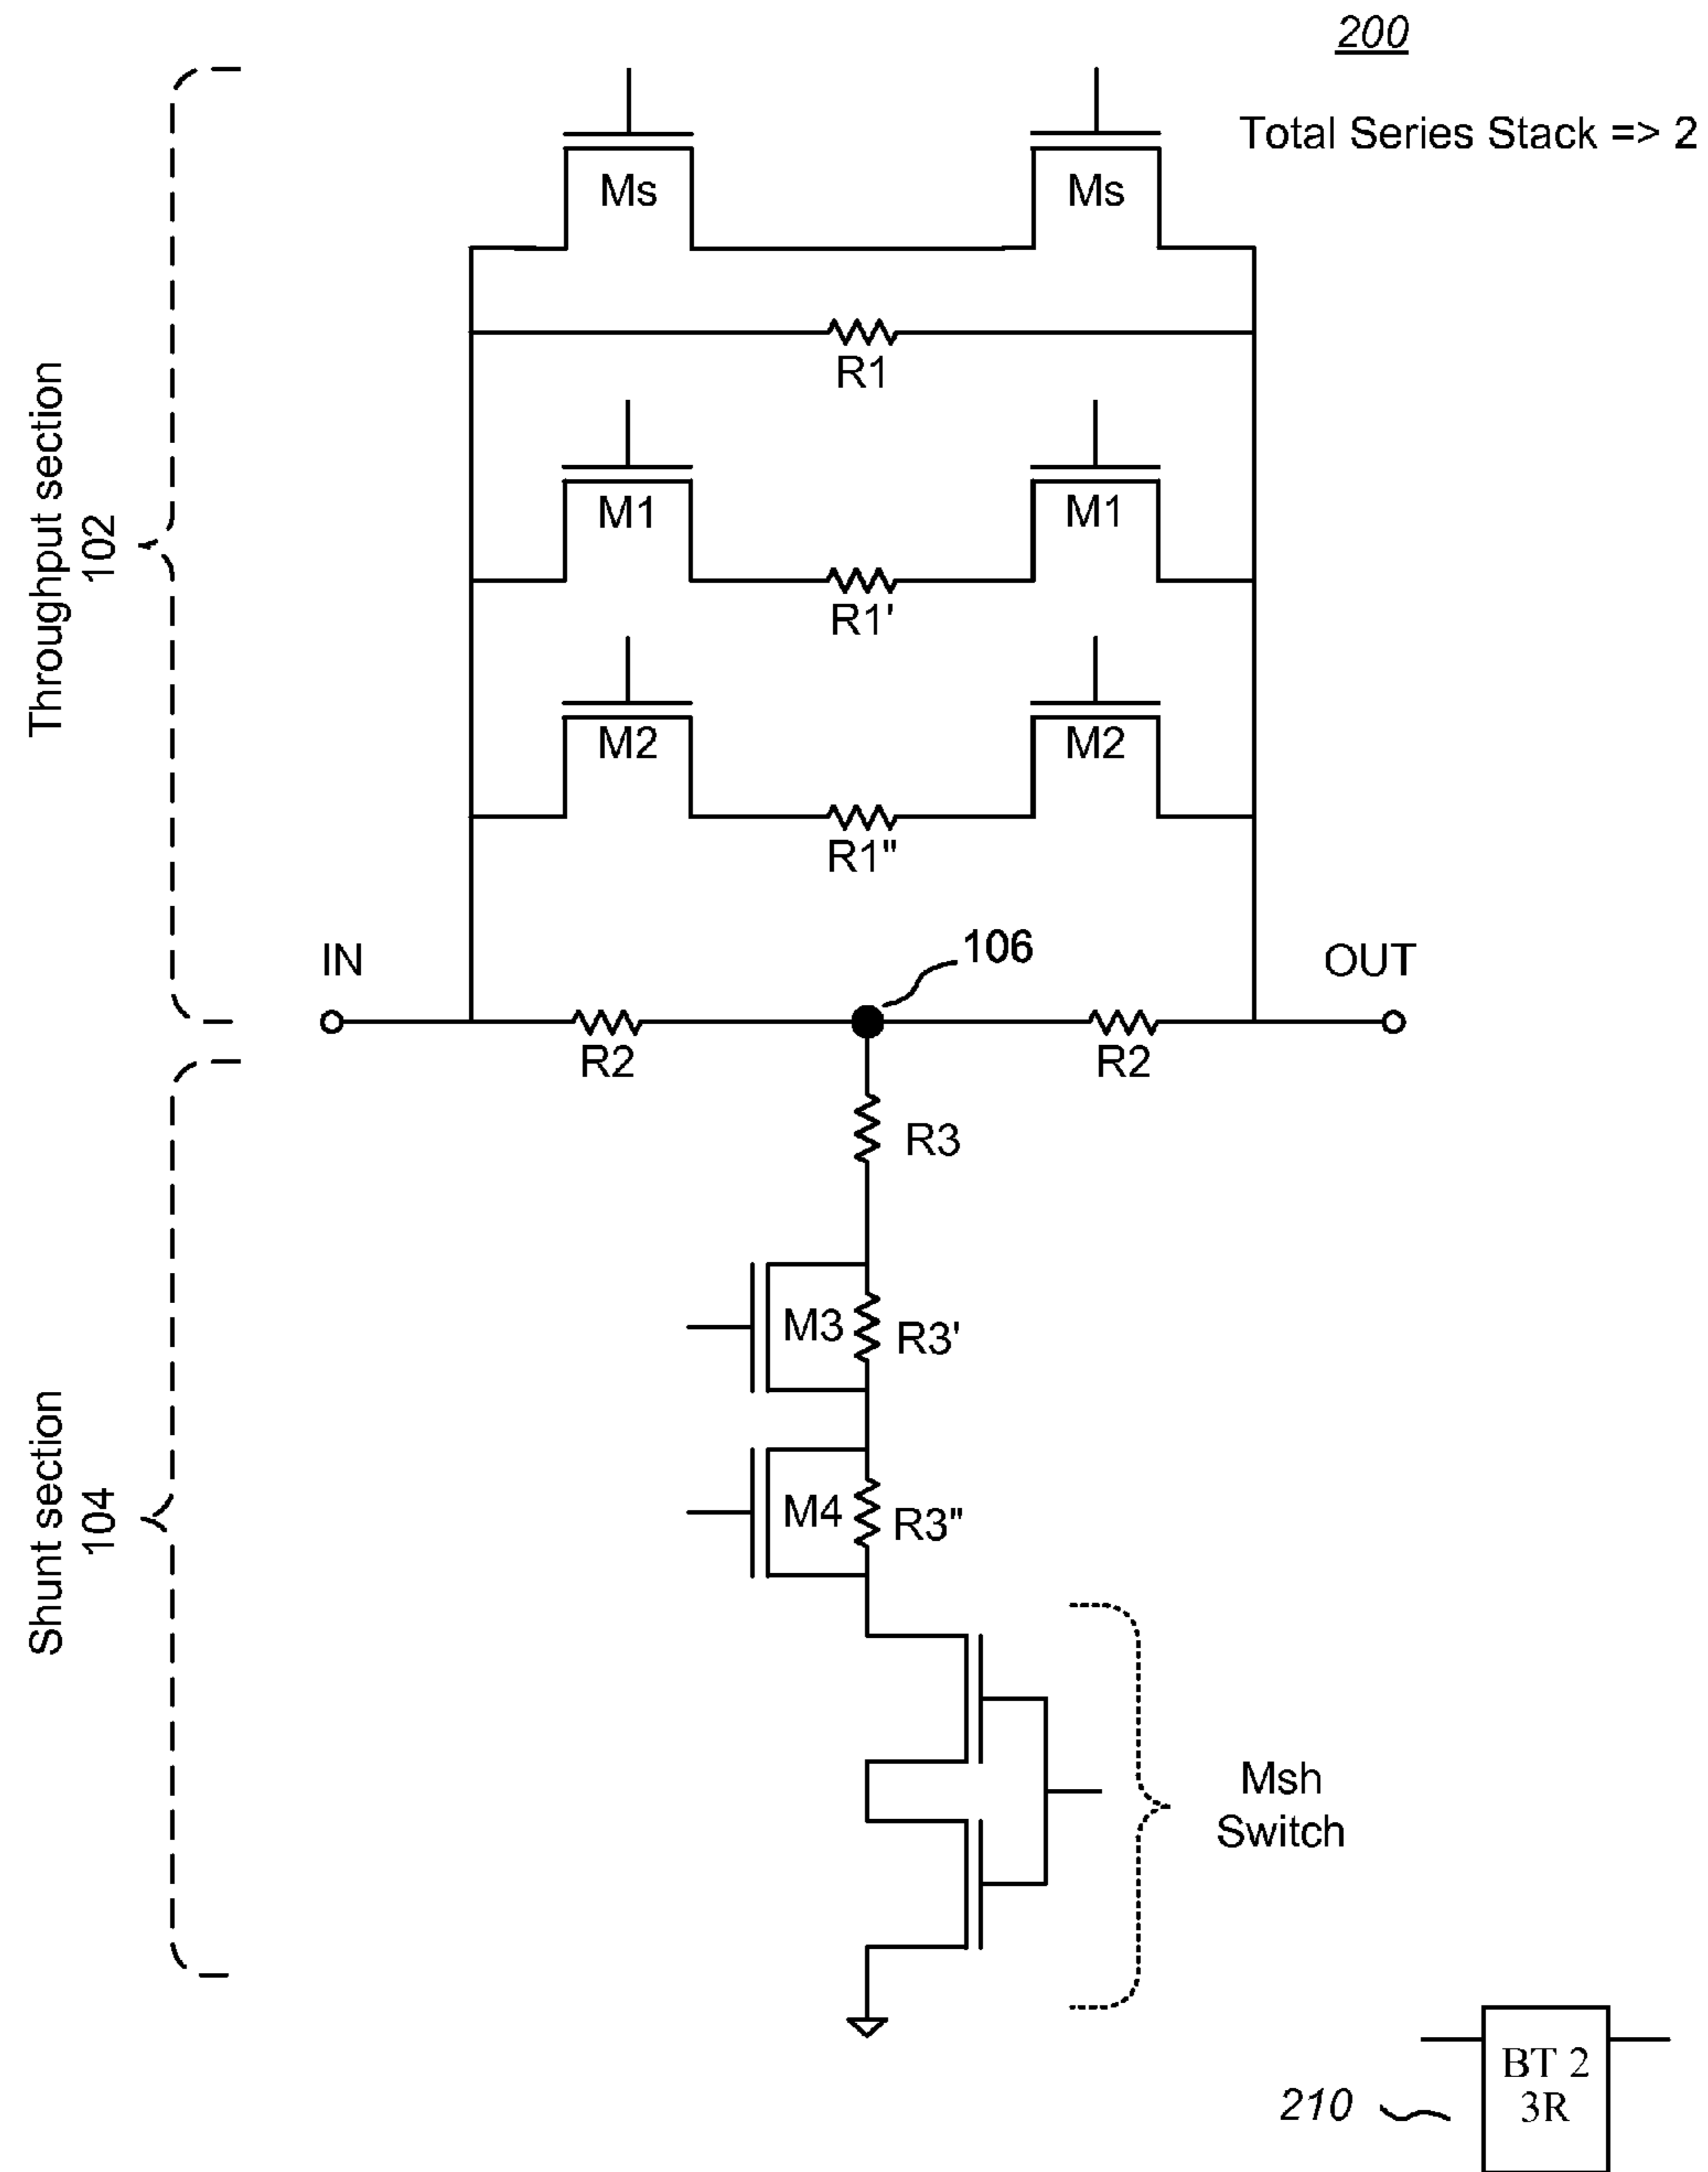 200
Total Series Stack => 2
Ms
Ms
R1
Throughput section
102
M1
M1
R1'
M2
M2
R1"
106
IN
OUT
R2
R2
R3
M3
R3'
Shunt section
104
M4
R3"
Msh
Switch
BT 2
3R
210